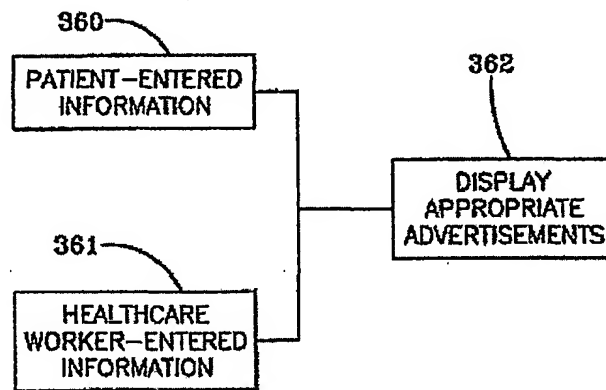 360
PATIENT-ENTERED
INFORMATION
362
DISPLAY
APPROPRIATE
ADVERTISEMENTS
361
HEALTHCARE
WORKER-ENTERED
INFORMATION